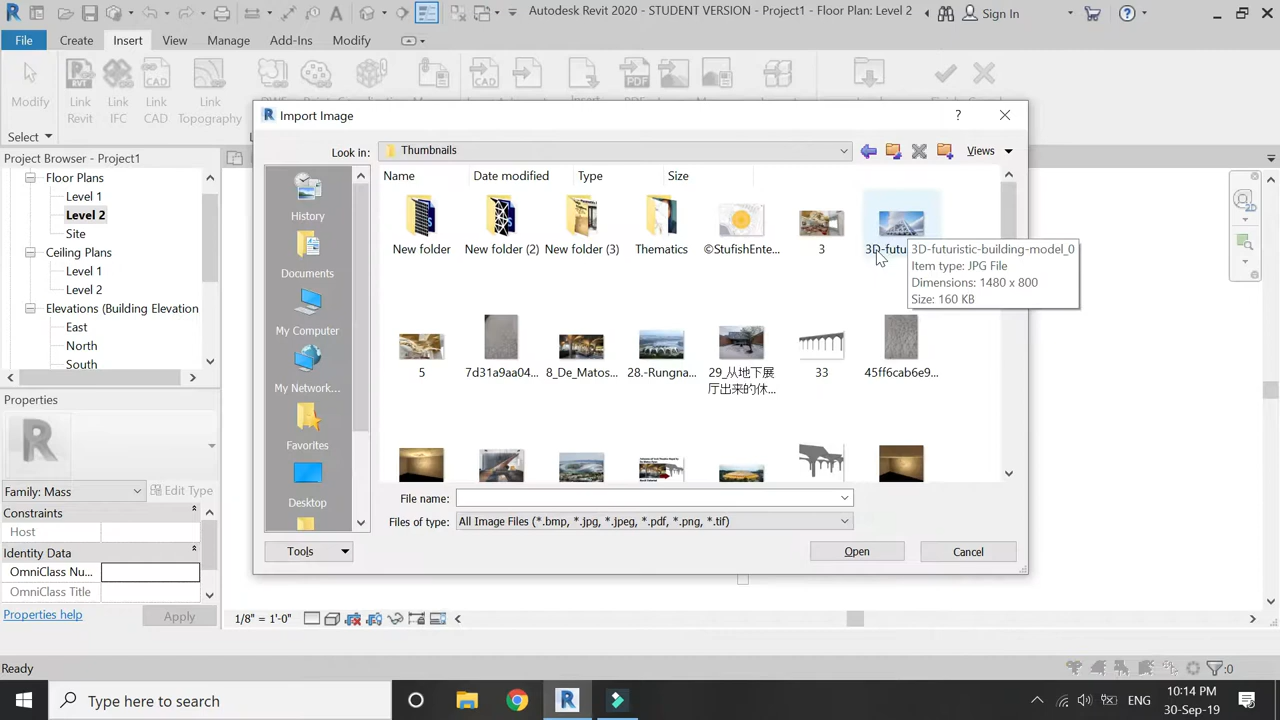 Autodesk Revit 2020 - STUDENT VERSION - Project1 - Floor Plan: Level 2
Sign In
File
Create
Insert
View
Manage
Add-Ins
Modify
Modify
Link
Revit
Link
IFC
Link
CAD
Link
Topography
Select
Project Browser - Project1
Floor Plans
Level 1
Level 2
Site
Ceiling Plans
Level 1
Level 2
Elevations (Building Elevation
East
North
South
Properties
Family: Mass
Edit Type
Constraints
Host
Identity Data
OmniClass Nu...
OmniClass Title
Properties help
Apply
Import Image
Look in:
Thumbnails
Views
Name
Date modified
Type
Size
History
Documents
My Computer
My Network...
Favorites
Desktop
New folder
New folder (2)
New folder (3)
Thematics
©StufishEnte...
3
3D-futu
3D-futuristic-building-model_0
Item type: JPG File
Dimensions: 1480 x 800
Size: 160 KB
5
7d31a9aa04...
8_De_Matos...
28.-Rungna...
29_从地下展
厅出来的休...
33
45ff6cab6e9...
File name:
Files of type:
All Image Files (*.bmp, *.jpg, *.jpeg, *.pdf, *.png, *.tif)
Tools
Open
Cancel
1/8" = 1'-0"
Ready
:0
Type here to search
ENG
10:14 PM
30-Sep-19